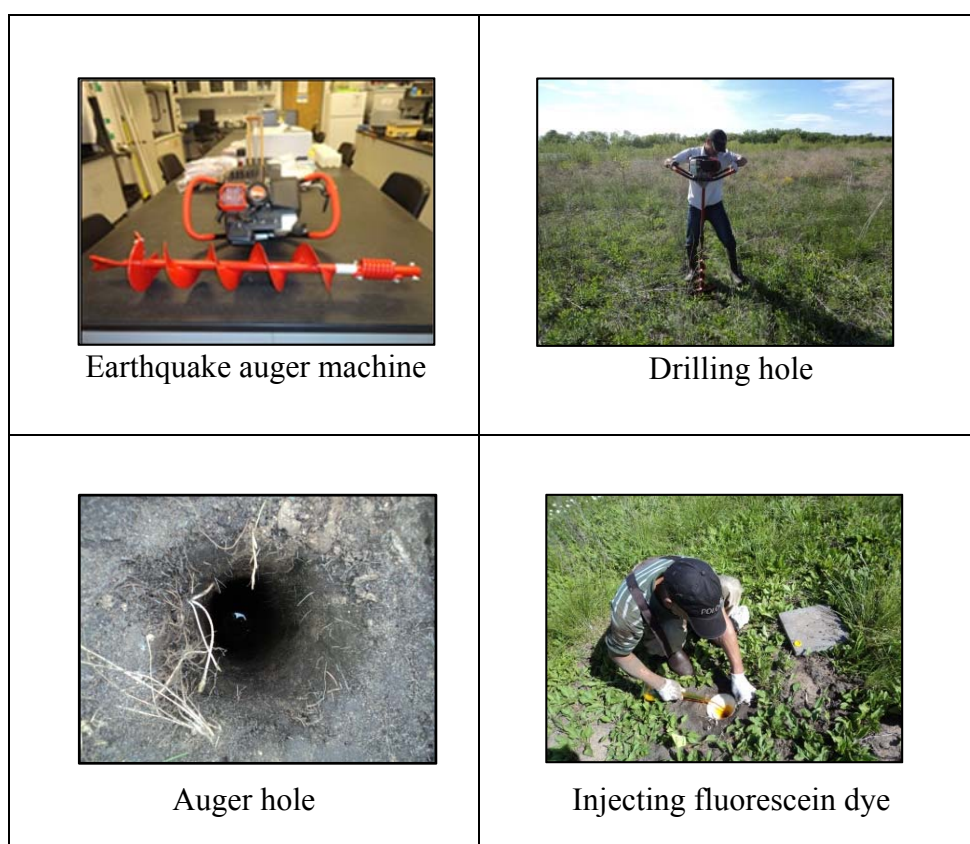 Earthquake auger machine
Drilling hole
Auger hole
Injecting fluorescein dye